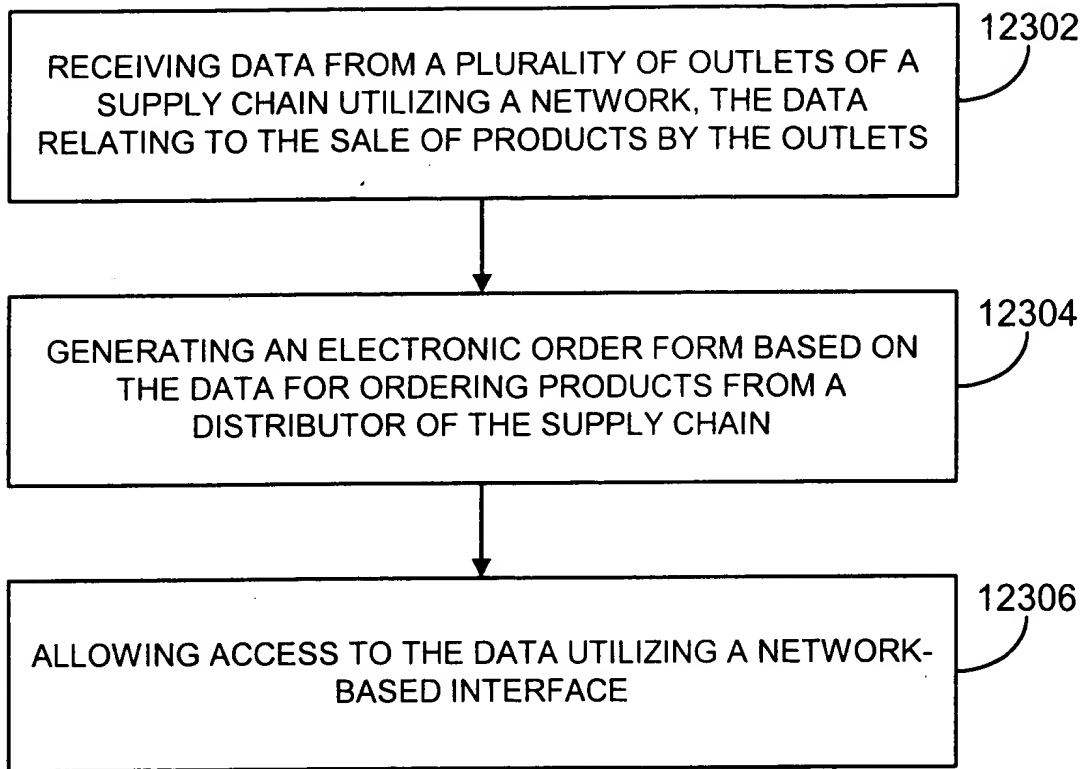 12302
RECEIVING DATA FROM A PLURALITY OF OUTLETS OF A
SUPPLY CHAIN UTILIZING A NETWORK, THE DATA
RELATING TO THE SALE OF PRODUCTS BY THE OUTLETS
12304
GENERATING AN ELECTRONIC ORDER FORM BASED ON
THE DATA FOR ORDERING PRODUCTS FROM A
DISTRIBUTOR OF THE SUPPLY CHAIN
12306
ALLOWING ACCESS TO THE DATA UTILIZING A NETWORK-
BASED INTERFACE